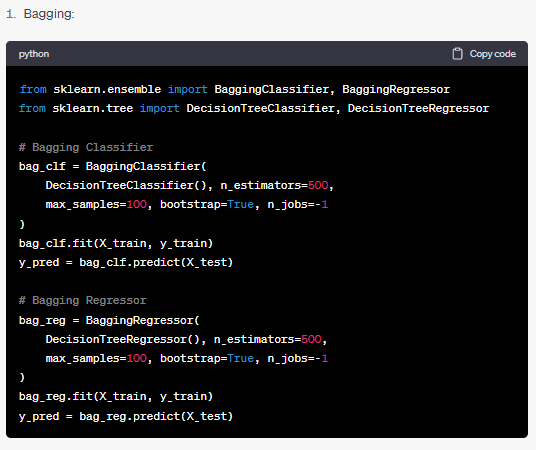 1. Bagging:
python
Copy code
from sklearn.ensemble import BaggingClassifier, BaggingRegressor
from sklearn.tree import DecisionTreeClassifier, DecisionTreeRegressor

# Bagging Classifier
bag_clf = BaggingClassifier(
    DecisionTreeClassifier(), n_estimators=500,
    max_samples=100, bootstrap=True, n_jobs=-1
)
bag_clf.fit(X_train, y_train)
y_pred = bag_clf.predict(X_test)

# Bagging Regressor
bag_reg = BaggingRegressor(
    DecisionTreeRegressor(), n_estimators=500,
    max_samples=100, bootstrap=True, n_jobs=-1
)
bag_reg.fit(X_train, y_train)
y_pred = bag_reg.predict(X_test)